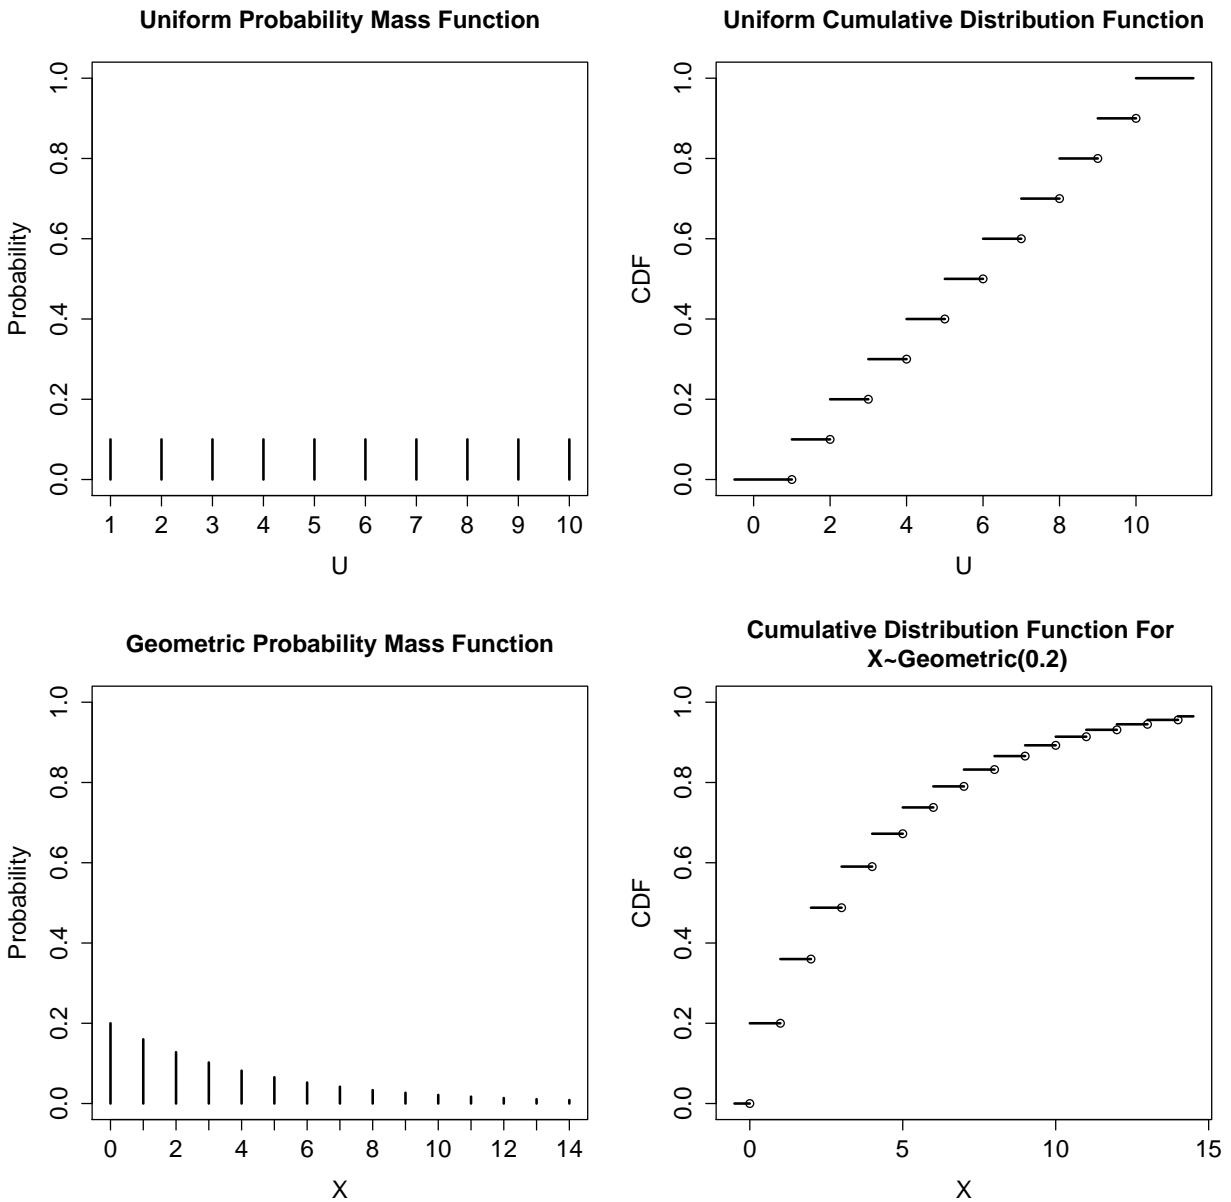 Uniform Probability Mass Function
Probability
0.0 0.2 0.4 0.6 0.8 1.0
1 2 3 4 5 6 7 8 9 10
U
Uniform Cumulative Distribution Function
CDF
0.0 0.2 0.4 0.6 0.8 1.0
0 2 4 6 8 10
U
Geometric Probability Mass Function
Probability
0.0 0.2 0.4 0.6 0.8 1.0
0 2 4 6 8 10 12 14
X
Cumulative Distribution Function For
X~Geometric(0.2)
CDF
0.0 0.2 0.4 0.6 0.8 1.0
0 5 10 15
X